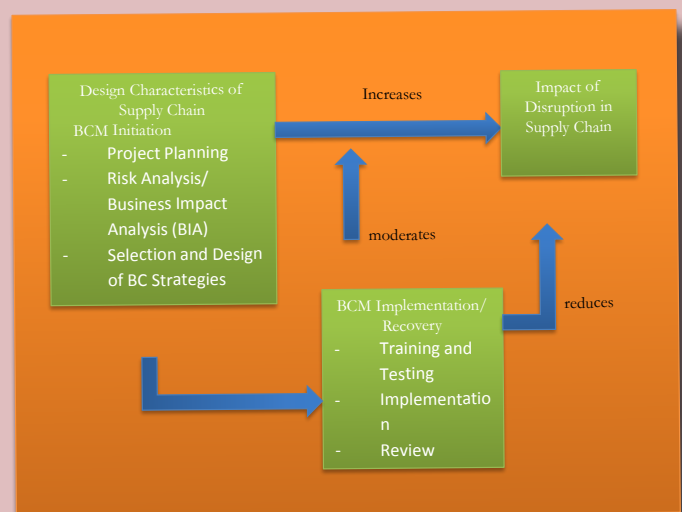 Design Characteristics of
Supply Chain
BCM Initiation
- Project Planning
- Risk Analysis/
Business Impact
Analysis (BIA)
- Selection and Design
of BC Strategies
Increases
Impact of
Disruption in
Supply Chain
moderates
BCM Implementation/
Recovery
- Training and
Testing
- Implementatio
n
- Review
reduces